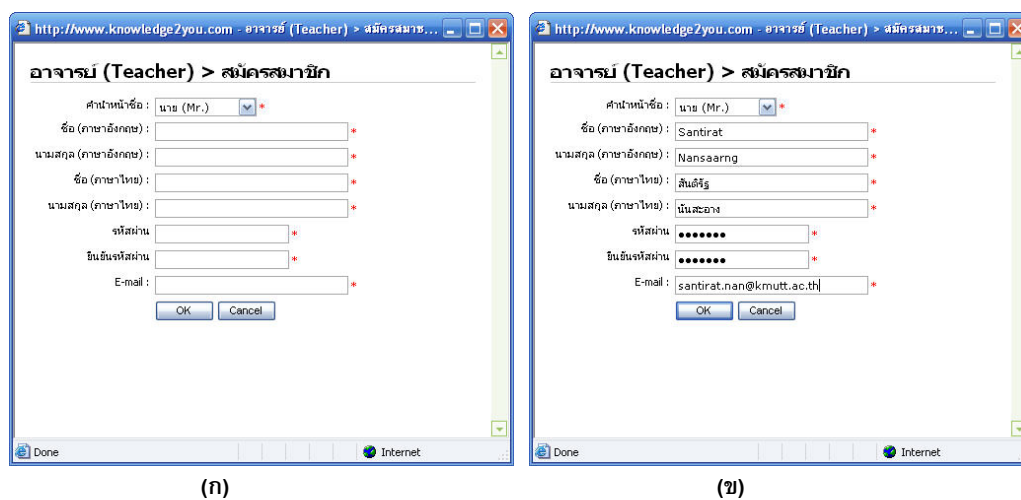 http://www.knowledge2you.com - อาจารย์ (Teacher) > สมัครสมาช...
อาจารย์ (Teacher) > สมัครสมาชิก
คำนำหน้าชื่อ : นาย (Mr.) *
ชื่อ (ภาษาอังกฤษ) : *
นามสกุล (ภาษาอังกฤษ) : *
ชื่อ (ภาษาไทย) : *
นามสกุล (ภาษาไทย) : *
รหัสผ่าน *
ยืนยันรหัสผ่าน *
E-mail : *
OK Cancel
Done Internet
(ก)
http://www.knowledge2you.com - อาจารย์ (Teacher) > สมัครสมาช...
อาจารย์ (Teacher) > สมัครสมาชิก
คำนำหน้าชื่อ : นาย (Mr.) *
ชื่อ (ภาษาอังกฤษ) : Santirat *
นามสกุล (ภาษาอังกฤษ) : Nansaarng *
ชื่อ (ภาษาไทย) : สันติรัฐ *
นามสกุล (ภาษาไทย) : นันสะอาง *
รหัสผ่าน ●●●●●●● *
ยืนยันรหัสผ่าน ●●●●●●● *
E-mail : santirat.nan@kmutt.ac.th *
OK Cancel
Done Internet
(ข)